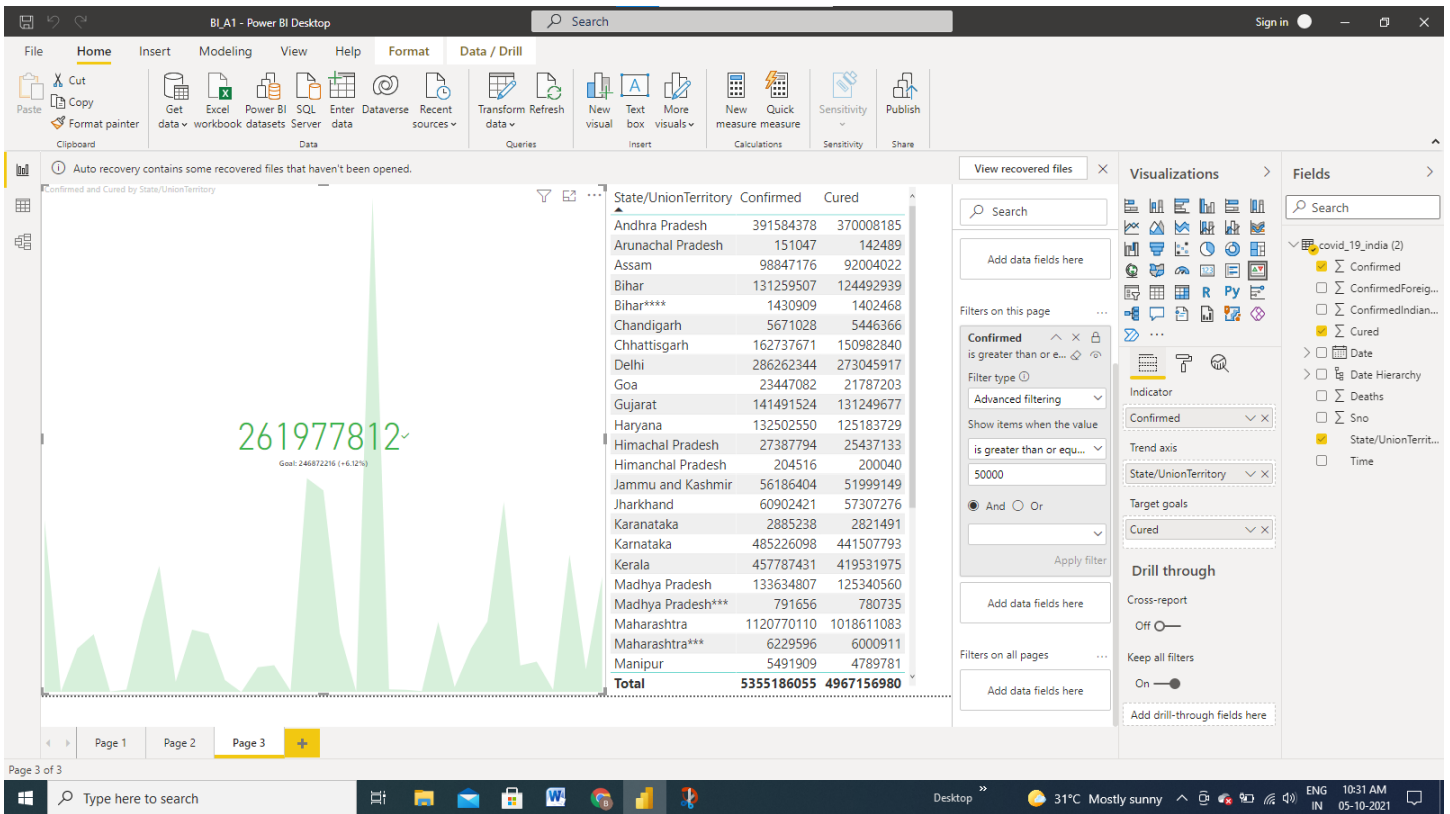 BI_A1 - Power BI Desktop
Search
Sign in
File Home Insert Modeling View Help Format Data / Drill
Paste
Cut
Copy
Format painter
Clipboard
Get data
Excel workbook
Power BI datasets
SQL Server
Enter data
Dataverse
Recent sources
Data
Transform data
Refresh
Queries
New visual
Text box
More visuals
Insert
New measure
Quick measure
Calculations
Sensitivity
Sensitivity
Publish
Share
Auto recovery contains some recovered files that haven't been opened.
View recovered files
Confirmed and Cured by State/UnionTerritory
261977812
Goal: 246872216 (+6.12%)
State/UnionTerritory Confirmed Cured
Andhra Pradesh 391584378 370008185
Arunachal Pradesh 151047 142489
Assam 98847176 92004022
Bihar 131259507 124492939
Bihar**** 1430909 1402468
Chandigarh 5671028 5446366
Chhattisgarh 162737671 150982840
Delhi 286262344 273045917
Goa 23447082 21787203
Gujarat 141491524 131249677
Haryana 132502550 125183729
Himachal Pradesh 27387794 25437133
Himanchal Pradesh 204516 200040
Jammu and Kashmir 56186404 51999149
Jharkhand 60902421 57307276
Karanataka 2885238 2821491
Karnataka 485226098 441507793
Kerala 457787431 419531975
Madhya Pradesh 133634807 125340560
Madhya Pradesh*** 791656 780735
Maharashtra 1120770110 1018611083
Maharashtra*** 6229596 6000911
Manipur 5491909 4789781
Total 5355186055 4967156980
Search
Add data fields here
Filters on this page ...
Confirmed
is greater than or e...
Filter type
Advanced filtering
Show items when the value
is greater than or equ...
50000
And Or
Apply filter
Add data fields here
Filters on all pages ...
Add data fields here
Visualizations
123
R Py
...
Indicator
Confirmed
Trend axis
State/UnionTerritory
Target goals
Cured
Drill through
Cross-report
Off
Keep all filters
On
Add drill-through fields here
Fields
Search
covid_19_india (2)
Confirmed
ConfirmedForeig...
ConfirmedIndian...
Cured
Date
Date Hierarchy
Deaths
Sno
State/UnionTerrit...
Time
Page 1 Page 2 Page 3 +
Page 3 of 3
Type here to search
Desktop
31°C Mostly sunny
ENG
IN
10:31 AM
05-10-2021